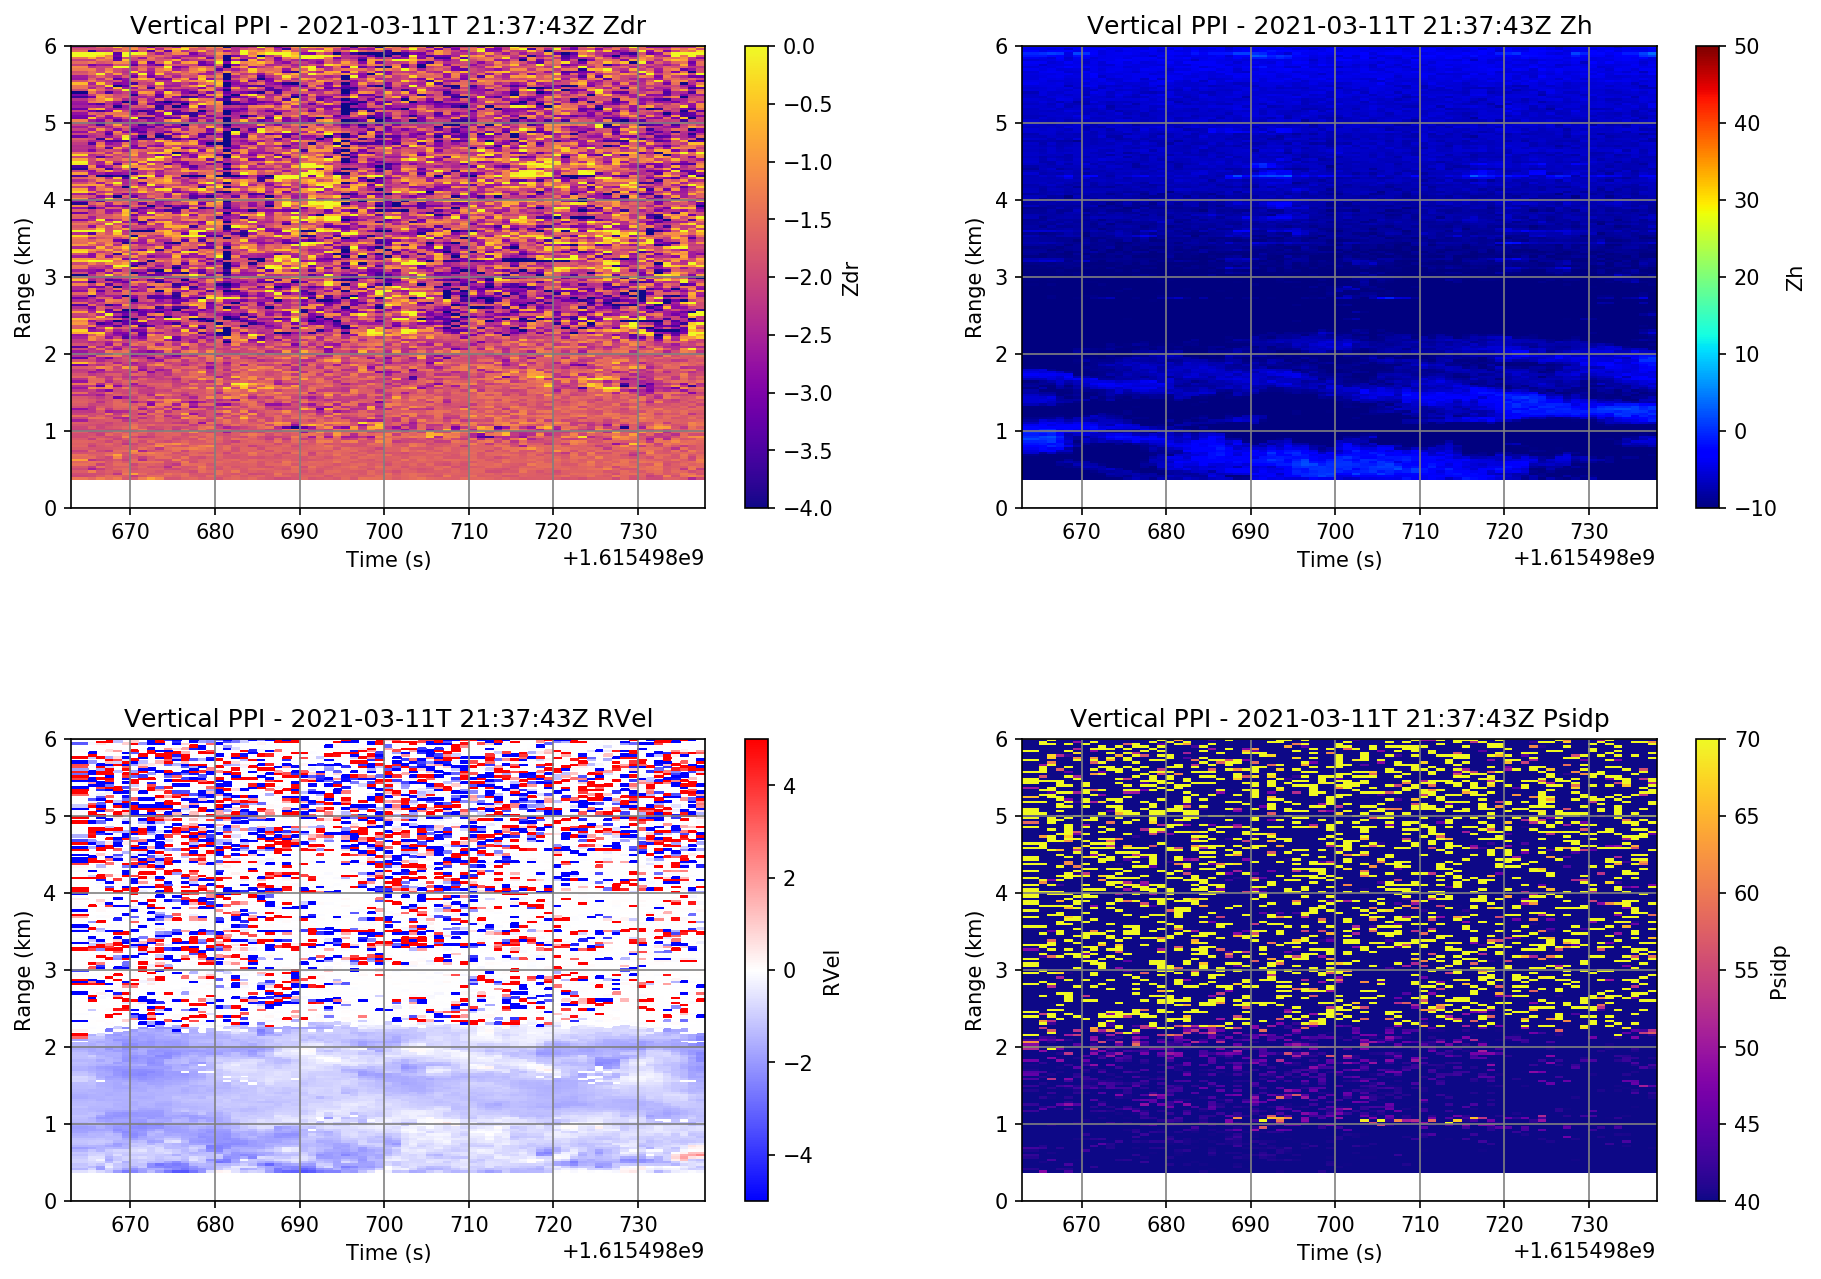 Vertical PPI - 2021-03-11T 21:37:43Z Zdr
6
5
4
3
2
1
0
Range (km)
670 680 690 700 710 720 730
Time (s)
+1.615498e9
0.0
−0.5
−1.0
−1.5
−2.0
−2.5
−3.0
−3.5
−4.0
Zdr
Vertical PPI - 2021-03-11T 21:37:43Z Zh
6
5
4
3
2
1
0
Range (km)
670 680 690 700 710 720 730
Time (s)
+1.615498e9
50
40
30
20
10
0
−10
Zh
Vertical PPI - 2021-03-11T 21:37:43Z RVel
6
5
4
3
2
1
0
Range (km)
670 680 690 700 710 720 730
Time (s)
+1.615498e9
4
2
0
−2
−4
RVel
Vertical PPI - 2021-03-11T 21:37:43Z Psidp
6
5
4
3
2
1
0
Range (km)
670 680 690 700 710 720 730
Time (s)
+1.615498e9
70
65
60
55
50
45
40
Psidp